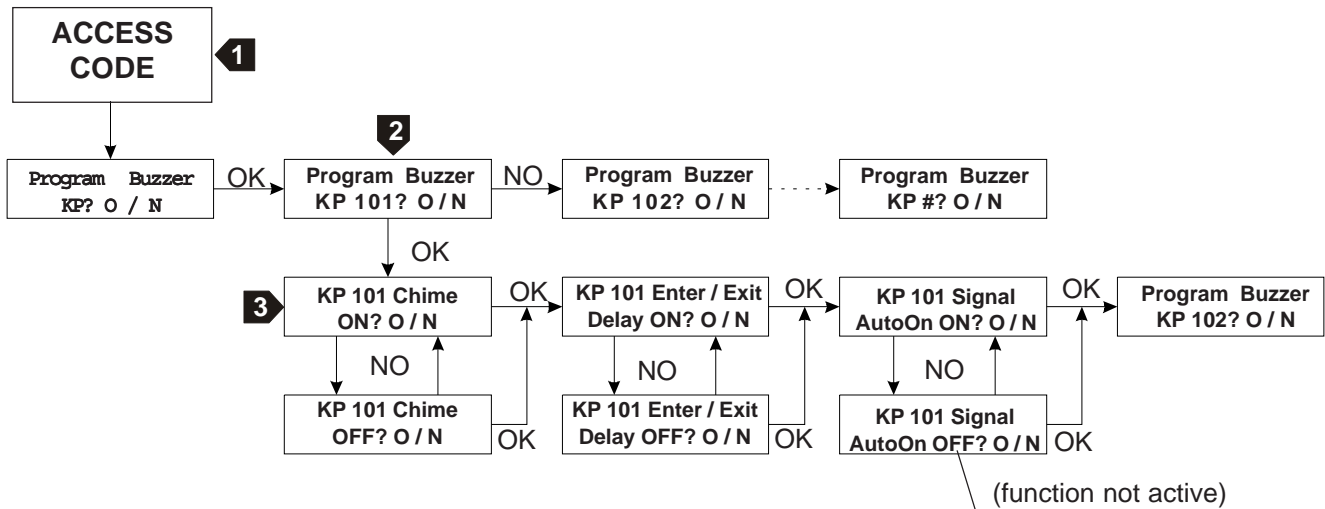 ACCESS
CODE
1
2
Program Buzzer
KP? O / N
OK
Program Buzzer
KP 101? O / N
NO
Program Buzzer
KP 102? O / N
Program Buzzer
KP #? O / N
OK
3
KP 101 Chime
ON? O / N
OK
KP 101 Enter / Exit
Delay ON? O / N
OK
KP 101 Signal
AutoOn ON? O / N
OK
Program Buzzer
KP 102? O / N
NO
NO
NO
KP 101 Chime
OFF? O / N
OK
KP 101 Enter / Exit
Delay OFF? O / N
OK
KP 101 Signal
AutoOn OFF? O / N
OK
(function not active)